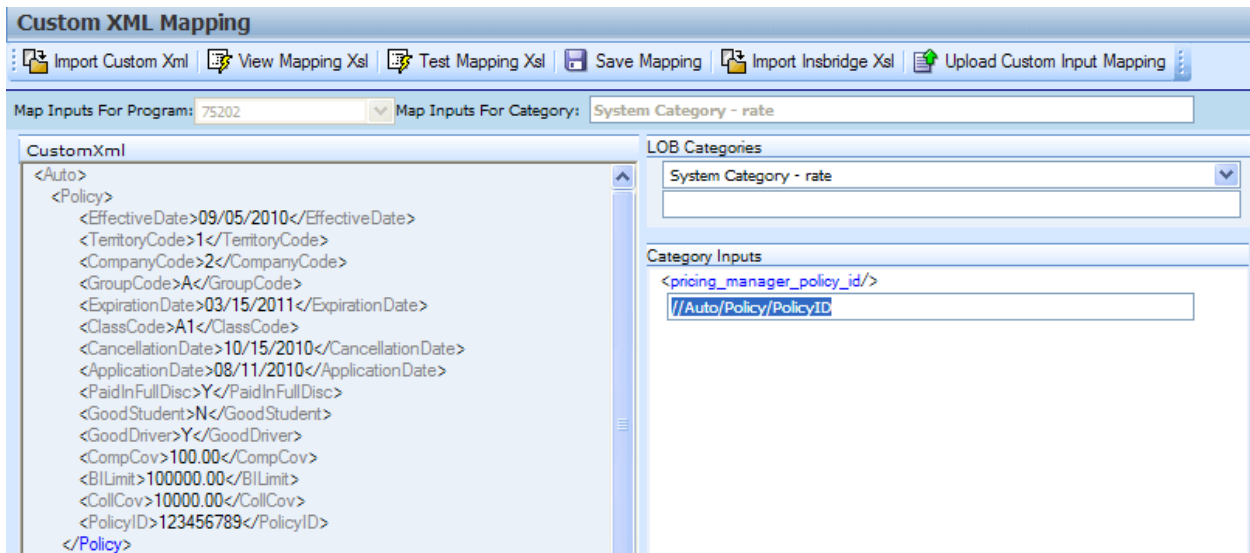 Custom XML Mapping
Import Custom Xml View Mapping Xsl Test Mapping Xsl Save Mapping Import Insbridge Xsl Upload Custom Input Mapping
Map Inputs For Program: 75202 Map Inputs For Category: System Category - rate
CustomXml
<Auto>
<Policy>
<EffectiveDate>09/05/2010</EffectiveDate>
<TerritoryCode>1</TerritoryCode>
<CompanyCode>2</CompanyCode>
<GroupCode>A</GroupCode>
<ExpirationDate>03/15/2011</ExpirationDate>
<ClassCode>A1</ClassCode>
<CancellationDate>10/15/2010</CancellationDate>
<ApplicationDate>08/11/2010</ApplicationDate>
<PaidInFullDisc>Y</PaidInFullDisc>
<GoodStudent>N</GoodStudent>
<GoodDriver>Y</GoodDriver>
<CompCov>100.00</CompCov>
<BILimit>100000.00</BILimit>
<CollCov>10000.00</CollCov>
<PolicyID>123456789</PolicyID>
</Policy>
LOB Categories
System Category - rate
Category Inputs
<pricing_manager_policy_id/>
//Auto/Policy/PolicyID